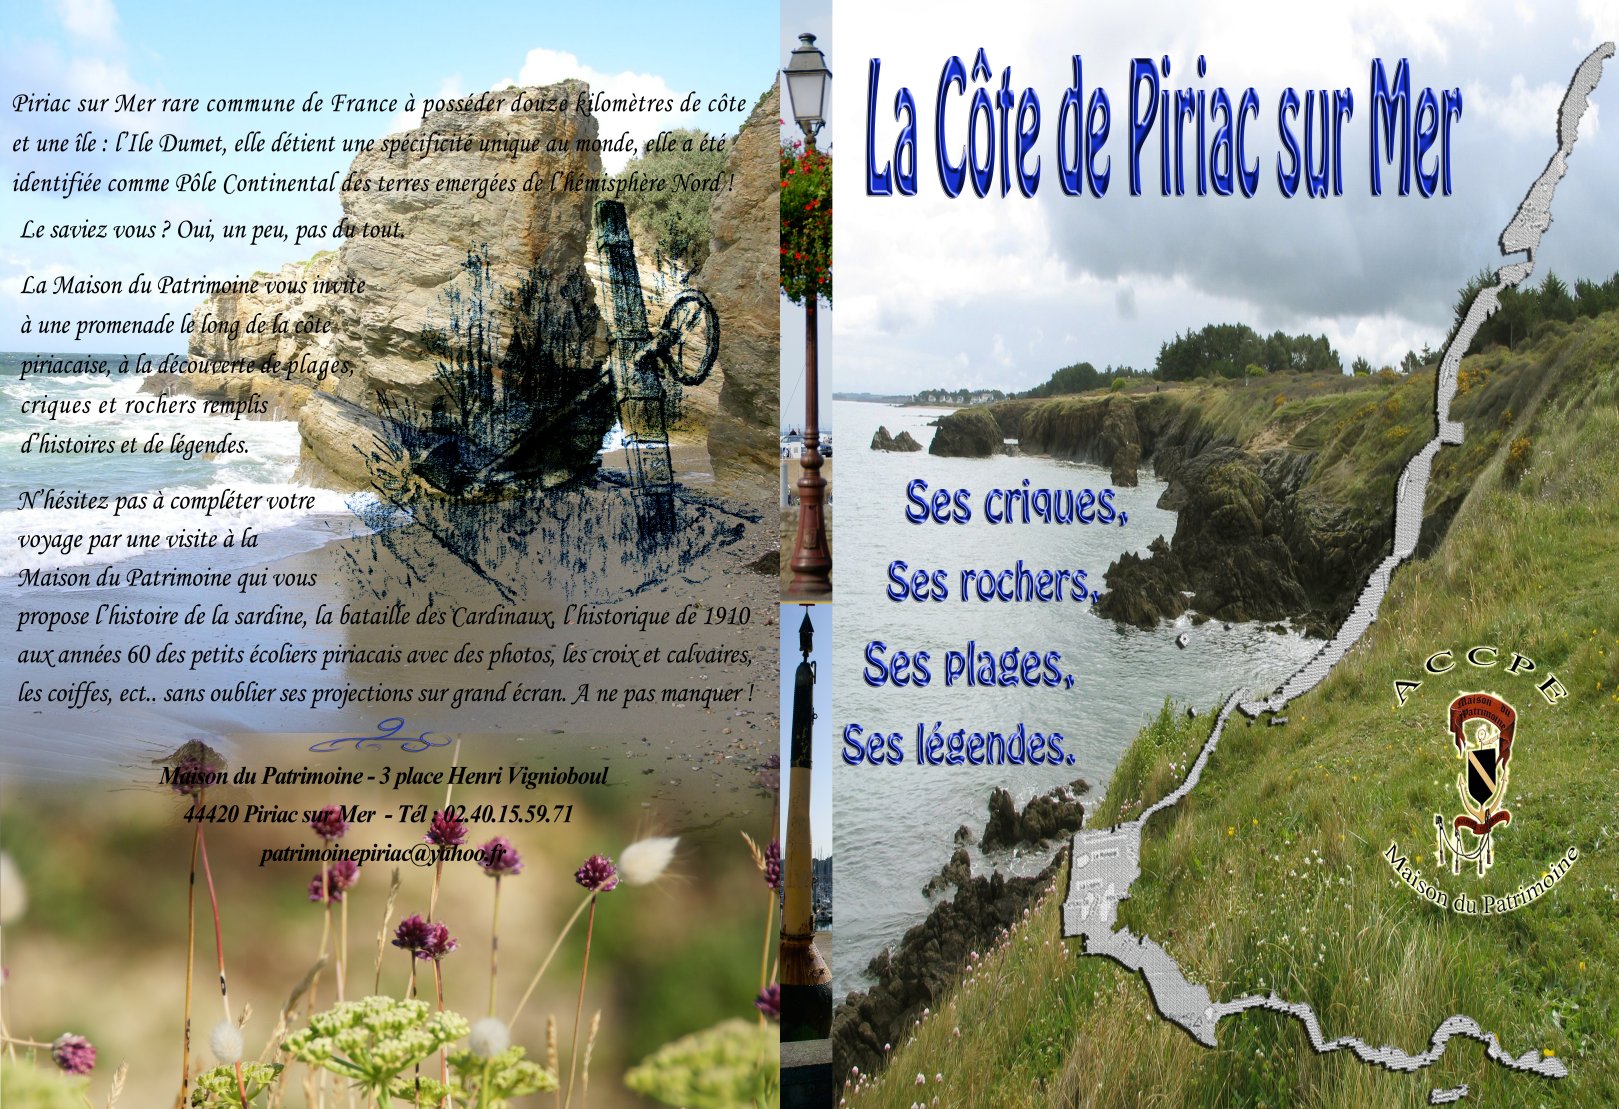 Piriac sur Mer rare commune de France à posséder douze kilomètres de côte
et une île : l'Ile Dumet, elle détient une spécificité unique au monde, elle a été
identifiée comme Pôle Continental des terres emergées de l'hémisphère Nord !
Le saviez vous ? Oui, un peu, pas du tout.
La Maison du Patrimoine vous invite
à une promenade le long de la côte
piriacaise, à la découverte de plages,
criques et rochers remplis
d'histoires et de légendes.
N'hésitez pas à compléter votre
voyage par une visite à la
Maison du Patrimoine qui vous
propose l'histoire de la sardine, la bataille des Cardinaux, l'historique de 1910
aux années 60 des petits écoliers piriacais avec des photos, les croix et calvaires,
les coiffes, ect.. sans oublier ses projections sur grand écran. A ne pas manquer !
Maison du Patrimoine - 3 place Henri Vignioboul
44420 Piriac sur Mer - Tél : 02.40.15.59.71
patrimoinepiriac@yahoo.fr
La Côte de Piriac sur Mer
Ses criques,
Ses rochers,
Ses plages,
Ses légendes.
ACCPE
Maison du
Patrimoine
Maison du Patrimoine